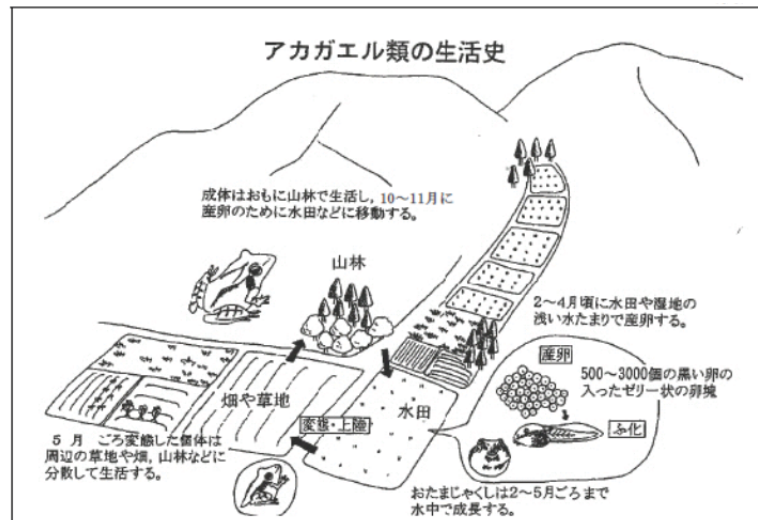 アカガエル類の生活史
成体はおもに山林で生活し，10～11月に
産卵のために水田などに移動する。
山林
2～4月頃に水田や湿地の
浅い水たまりで産卵する。
産卵
500～3000個の黒い卵の
入ったゼリー状の卵塊
畑や草地
水田
変態・上陸
ふ化
5 月 ごろ変態した個体は
周辺の草地や畑，山林などに
分散して生活する。
おたまじゃくしは2～5月ごろまで
水中で成長する。